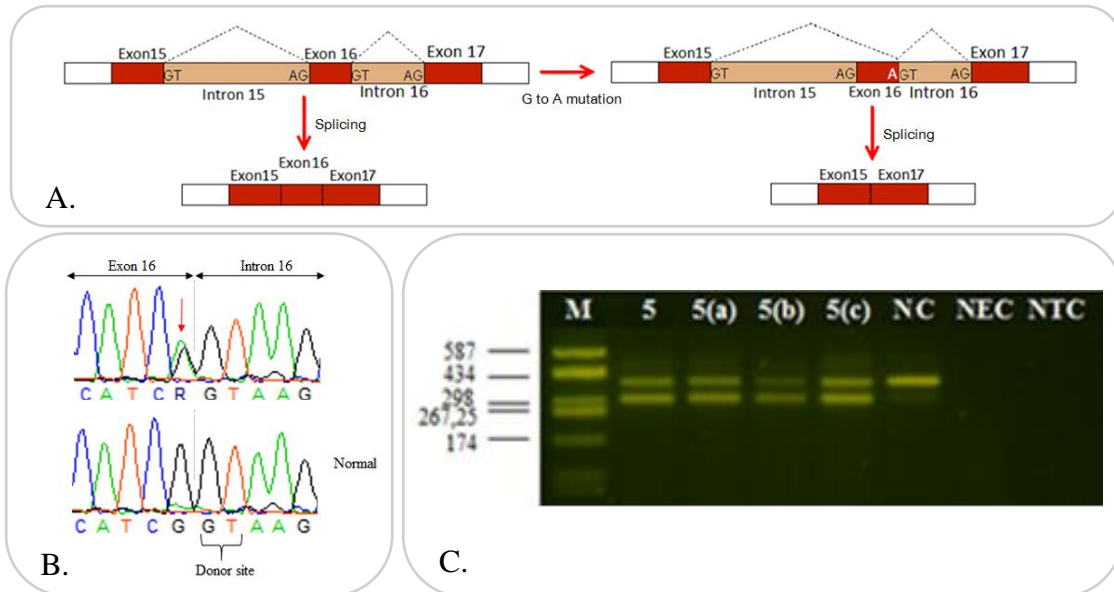 Exon15 Exon 16 Exon 17
GT AG GT AG
Intron 15 Intron 16
Splicing
Exon16
Exon15 Exon17
G to A mutation
Exon15 Exon 17
GT AG A GT AG
Intron 15 Exon 16 Intron 16
Splicing
Exon15 Exon17
A.
Exon 16 Intron 16
C A T C R G T A A G
Normal
C A T C G G T A A G
Donor site
B.
M 5 5(a) 5(b) 5(c) NC NEC NTC
587
434
298
267,25
174
C.